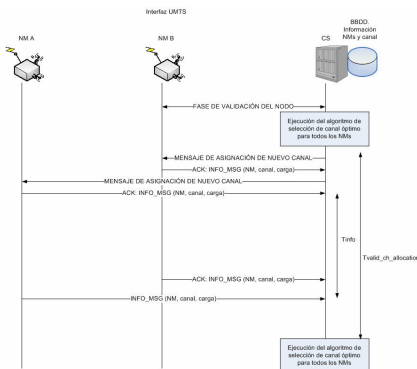 Interfaz UMTS
NM A
NM B
CS
BBDD.
Información
NMs y canal
FASE DE VALIDACIÓN DEL NODO
Ejecución del algoritmo de
selección de canal óptimo
para todos los NMs
MENSAJE DE ASIGNACIÓN DE NUEVO CANAL
ACK: INFO_MSG (NM, canal, carga)
MENSAJE DE ASIGNACIÓN DE NUEVO CANAL
ACK: INFO_MSG (NM, canal, carga)
Tinfo
Tvalid_ch_allocation
ACK: INFO_MSG (NM, canal, carga)
INFO_MSG (NM, canal, carga)
Ejecución del algoritmo de
selección de canal óptimo
para todos los NMs